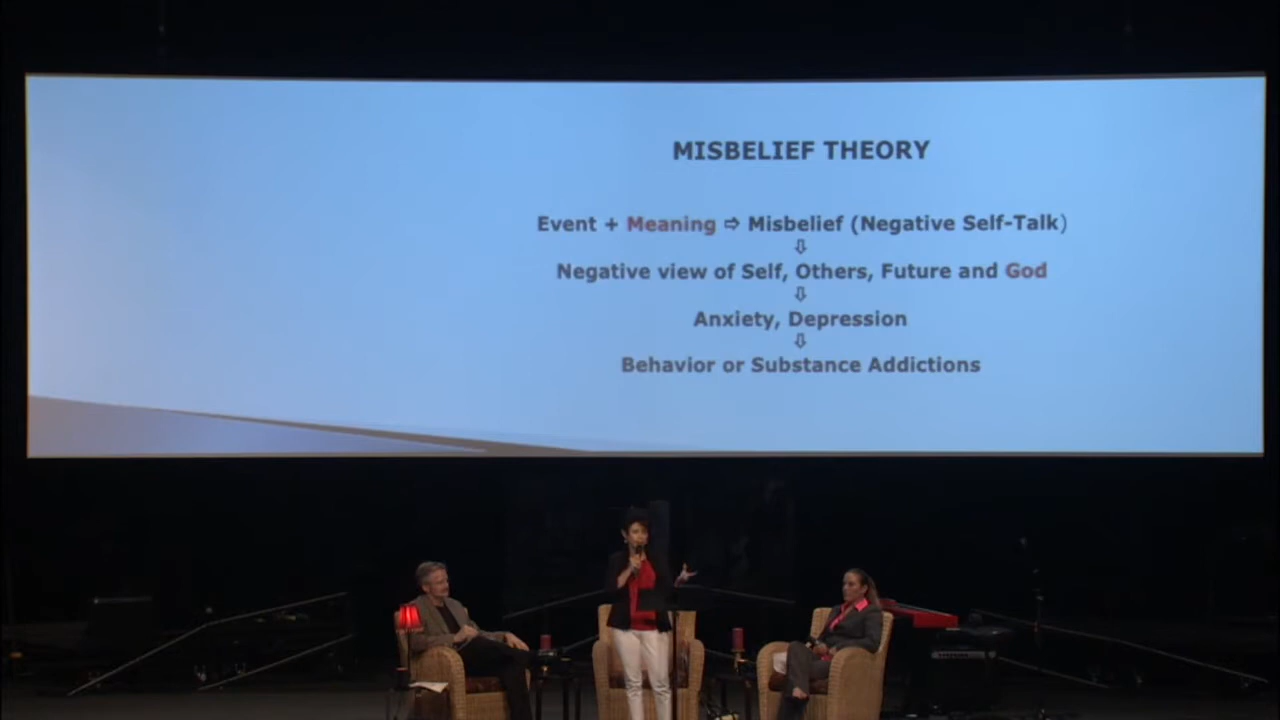 MISBELIEF THEORY
Event + Meaning ⇨ Misbelief (Negative Self-Talk)
⇩
Negative view of Self, Others, Future and God
⇩
Anxiety, Depression
⇩
Behavior or Substance Addictions